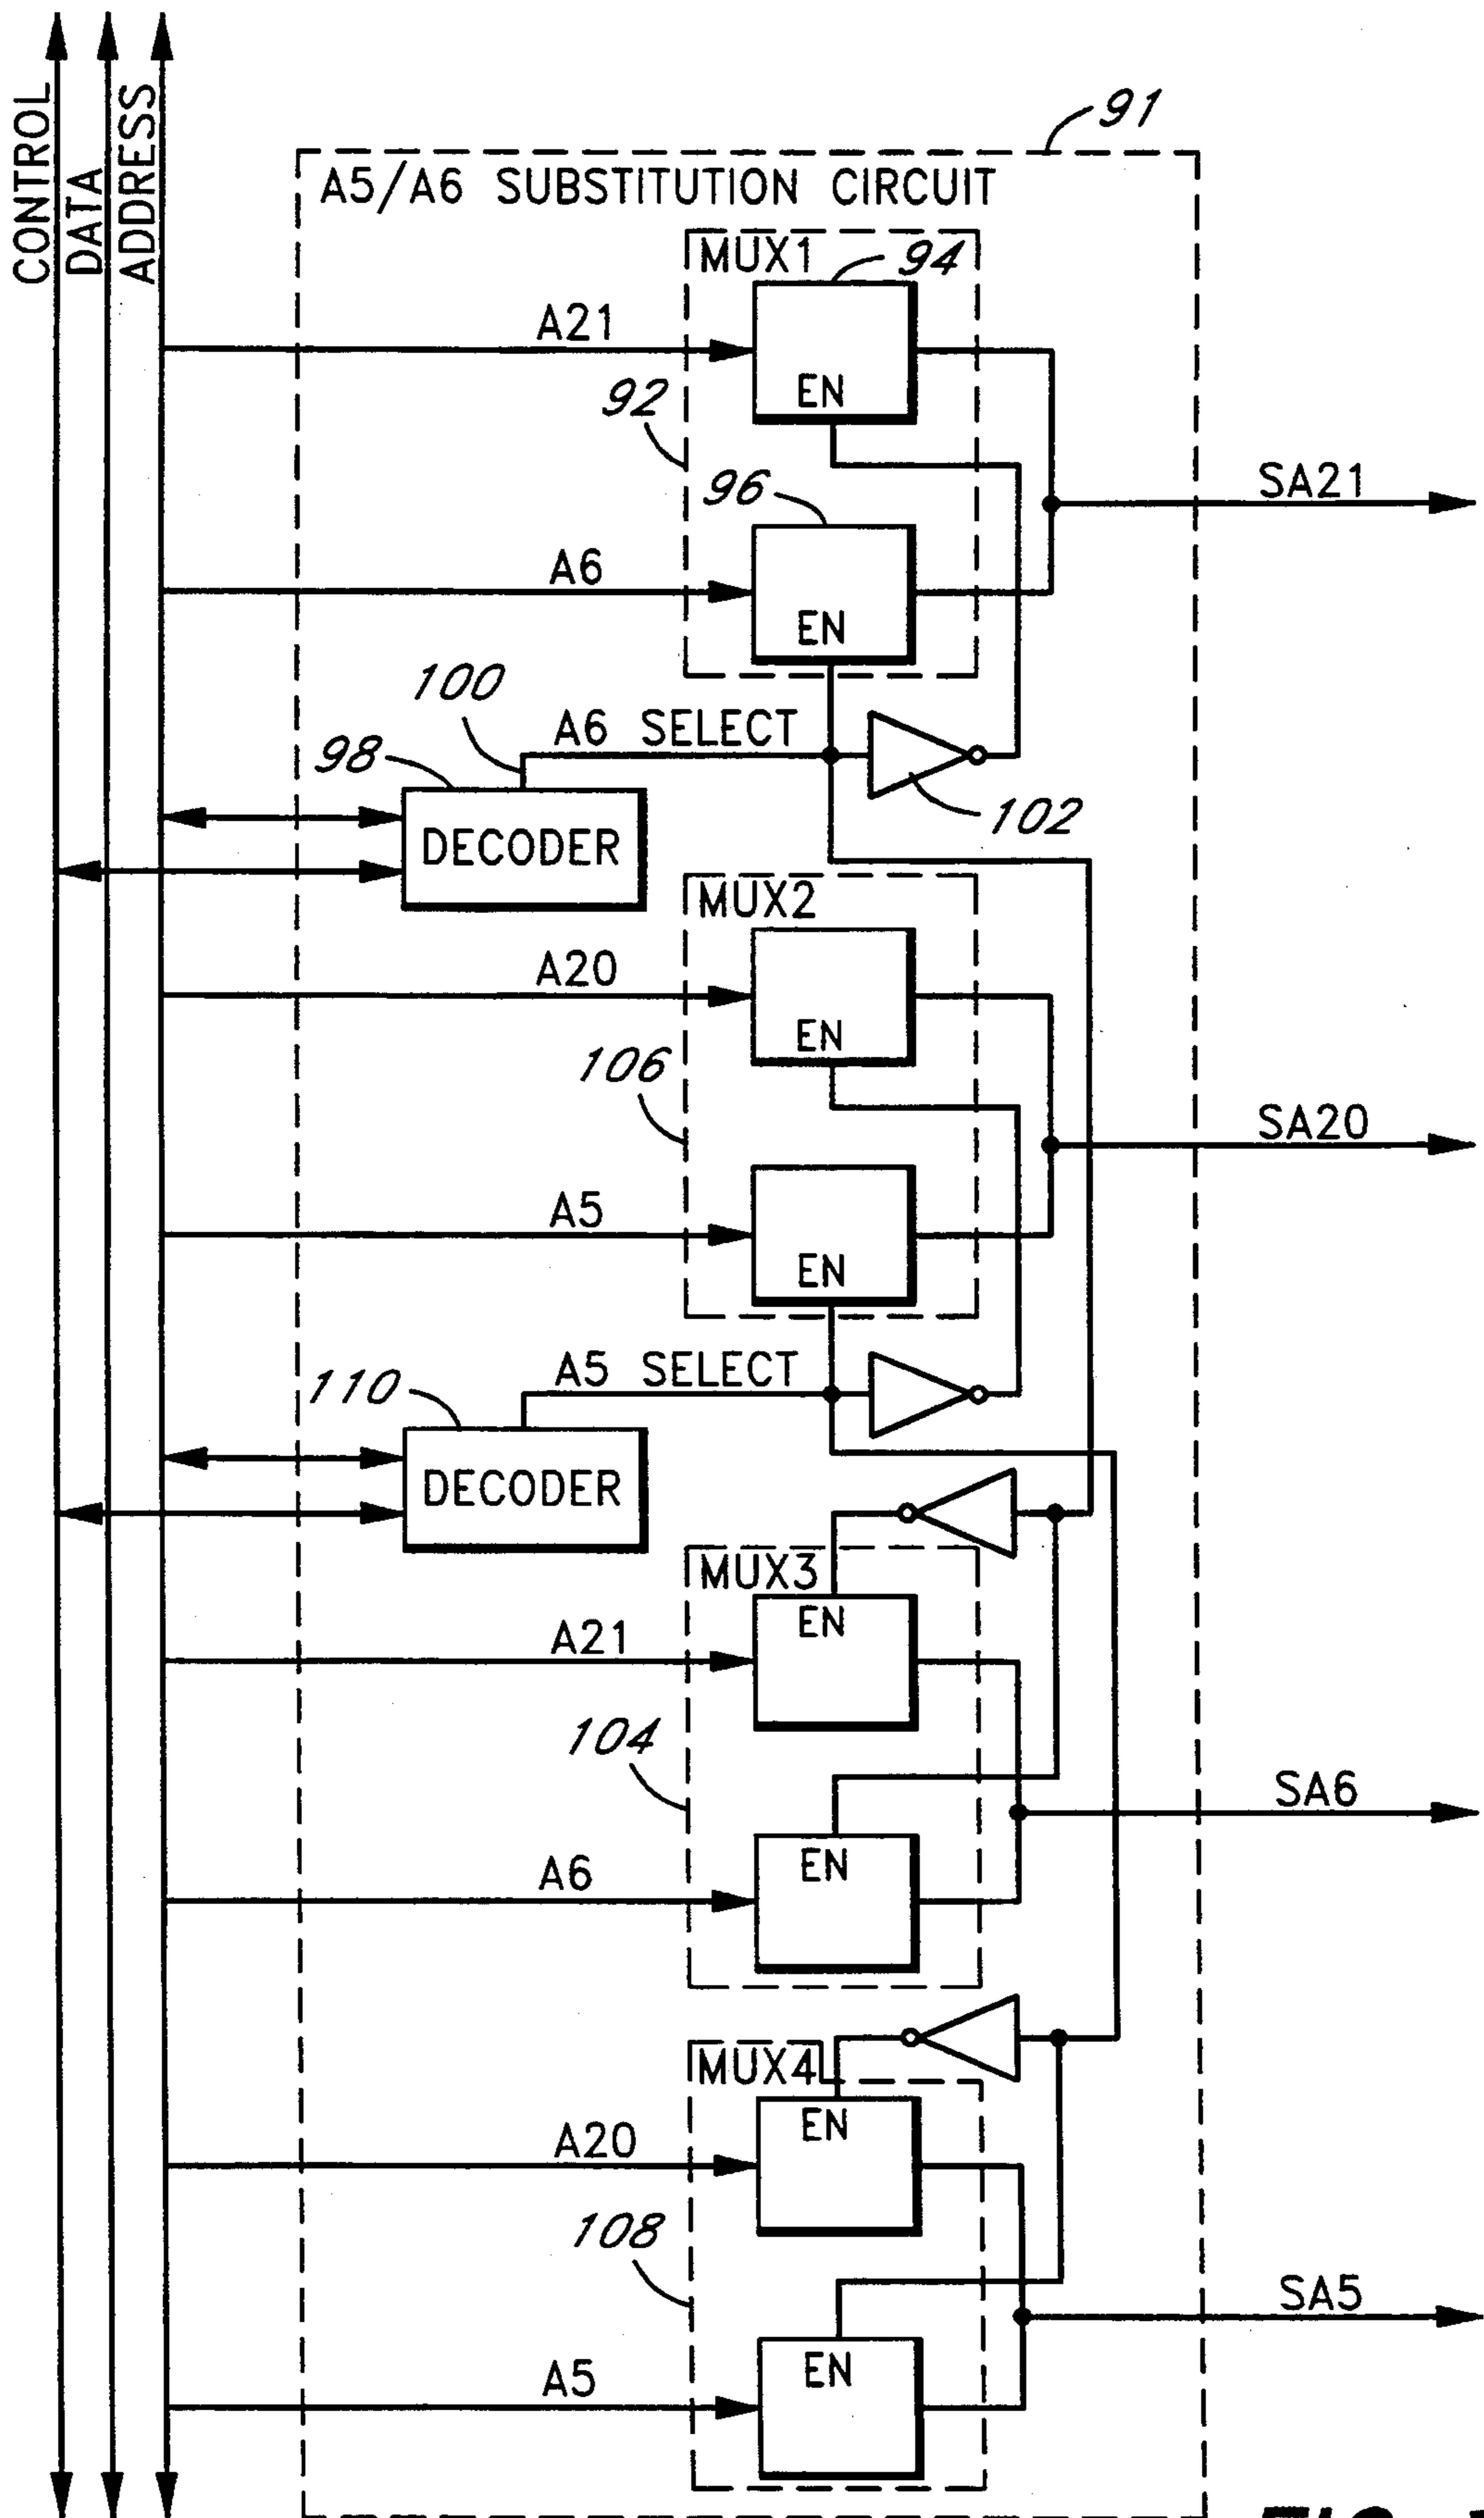 CONTROL
DATA
ADDRESS
91
A5/A6 SUBSTITUTION CIRCUIT
MUX1
94
A21
EN
92
SA21
96
A6
EN
100
A6 SELECT
98
102
DECODER
MUX2
A20
EN
106
SA20
A5
EN
A5 SELECT
110
DECODER
MUX3
EN
A21
104
SA6
EN
A6
MUX4
EN
A20
108
SA5
EN
A5